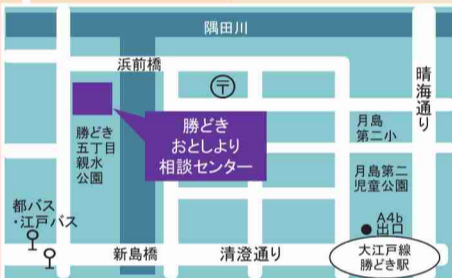 隅田川
浜前橋
〒
晴海通り
勝どき
おとしより
相談センター
勝どき
五丁目
親水
公園
月島
第二小
月島第二
児童公園
都バス
・江戸バス
A4b
出口
新島橋
清澄通り
大江戸線
勝どき駅